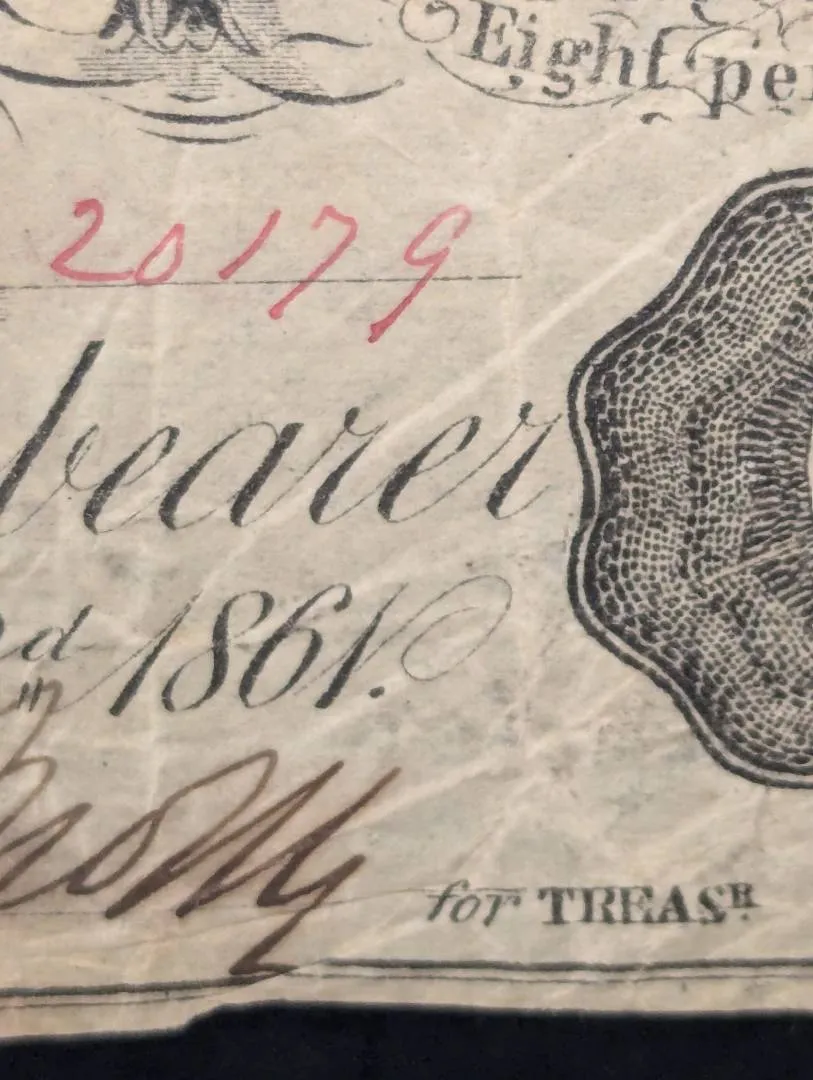 Eight per
20179
bearer
d 1861.
for TREASR.